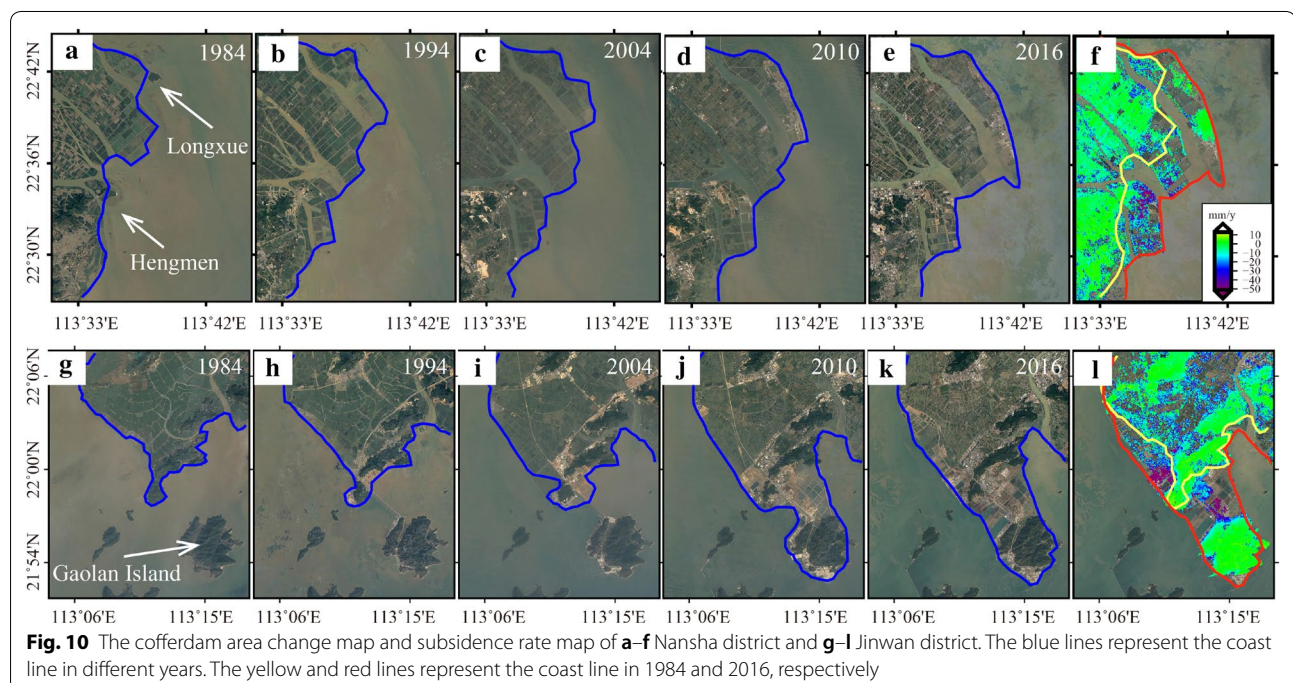 a 1984 b 1994 c 2004 d 2010 e 2016 f
22°42'N
Longxue
22°36'N
Hengmen
22°30'N
mm/y
10
0
−10
−20
−30
−40
−50
113°33'E 113°42'E 113°33'E 113°42'E 113°33'E 113°42'E 113°33'E 113°42'E 113°33'E 113°42'E 113°33'E 113°42'E
g 1984 h 1994 i 2004 j 2010 k 2016 l
22°06'N
22°00'N
21°54'N
Gaolan Island
113°06'E 113°15'E 113°06'E 113°15'E 113°06'E 113°15'E 113°06'E 113°15'E 113°06'E 113°15'E 113°06'E 113°15'E
Fig. 10 The cofferdam area change map and subsidence rate map of a–f Nansha district and g–l Jinwan district. The blue lines represent the coast
line in different years. The yellow and red lines represent the coast line in 1984 and 2016, respectively